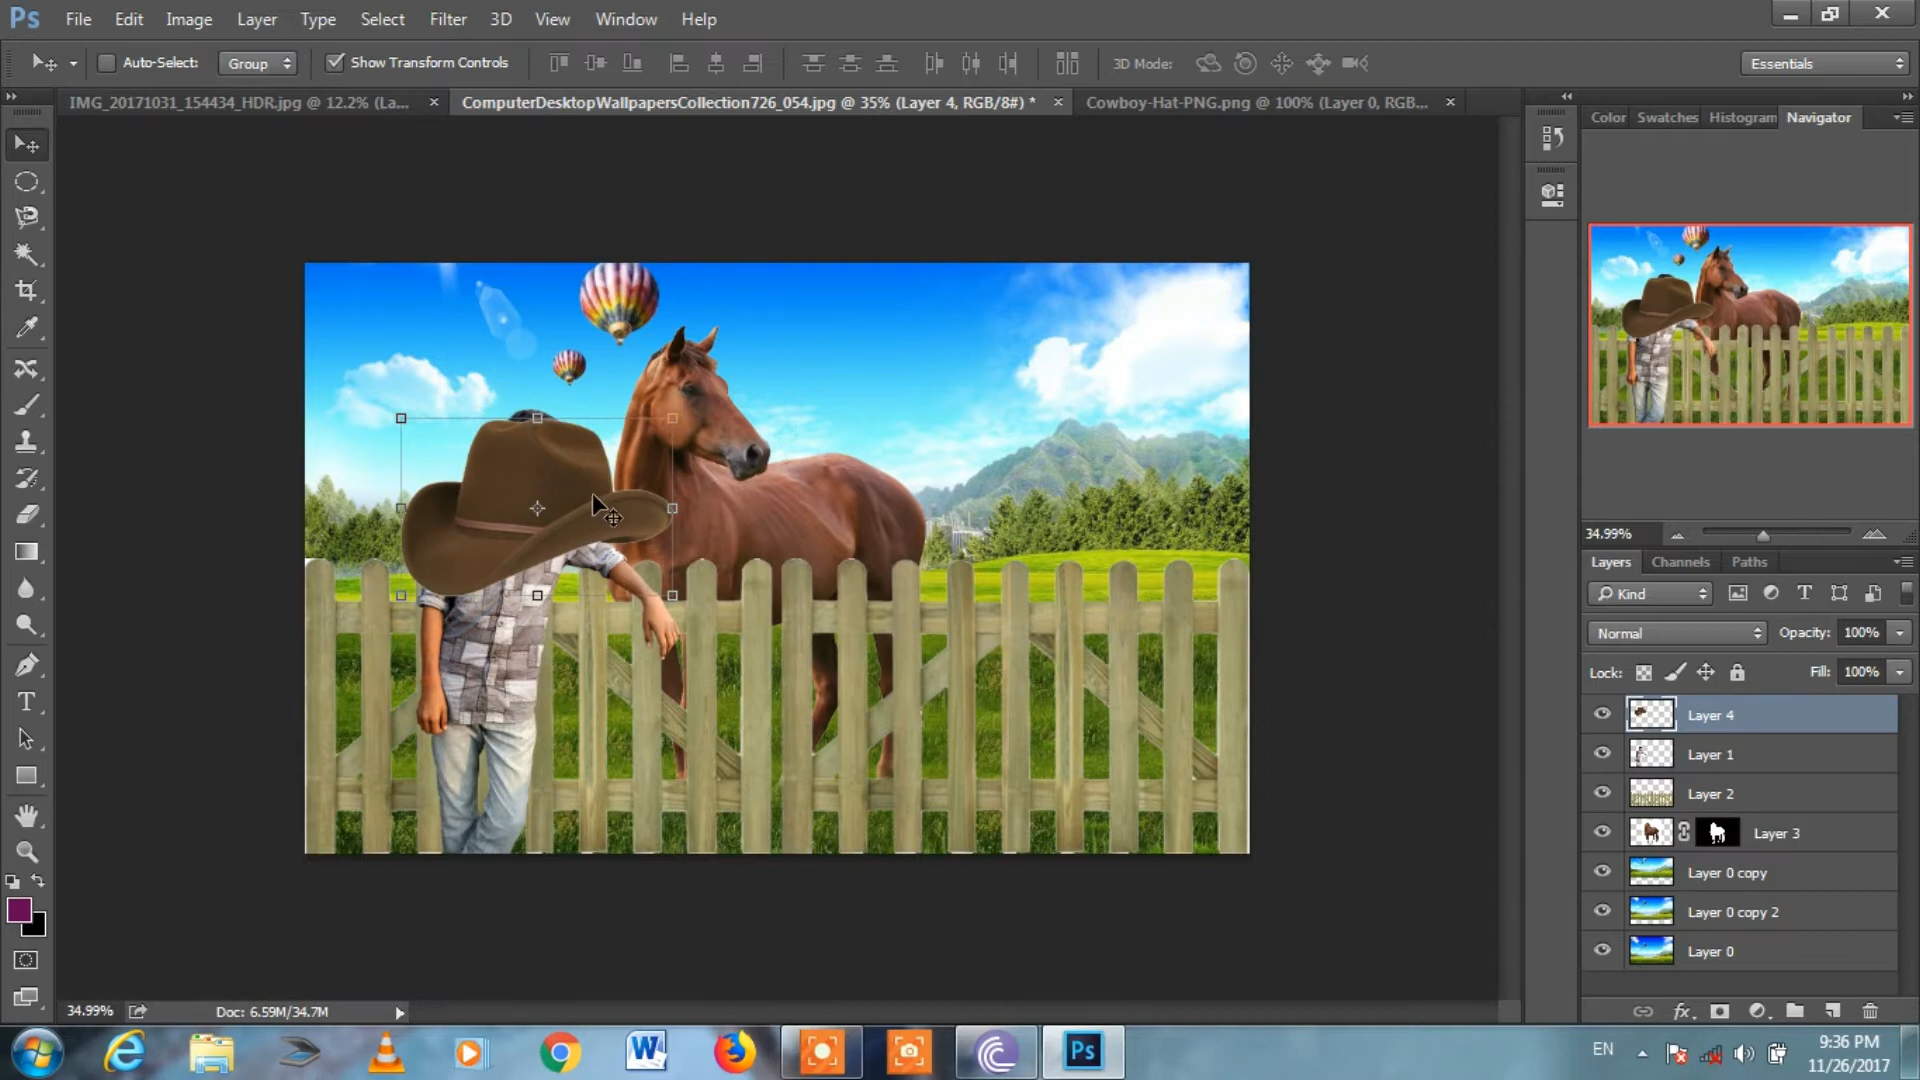 Ps File Edit Image Layer Type Select Filter 3D View Window Help
Auto-Select: Group Show Transform Controls 3D Mode: Essentials
IMG_20171031_154434_HDR.jpg @ 12.2% (La... × ComputerDesktopWallpapersCollection726_054.jpg @ 35% (Layer 4, RGB/8#) * × Cowboy-Hat-PNG.png @ 100% (Layer 0, RGB... ×
Color Swatches Histogram Navigator
34.99%
Layers Channels Paths
Kind
Normal Opacity: 100%
Lock: Fill: 100%
Layer 4
Layer 1
Layer 2
Layer 3
Layer 0 copy
Layer 0 copy 2
Layer 0
34.99% Doc: 6.59M/34.7M
EN 9:36 PM
11/26/2017